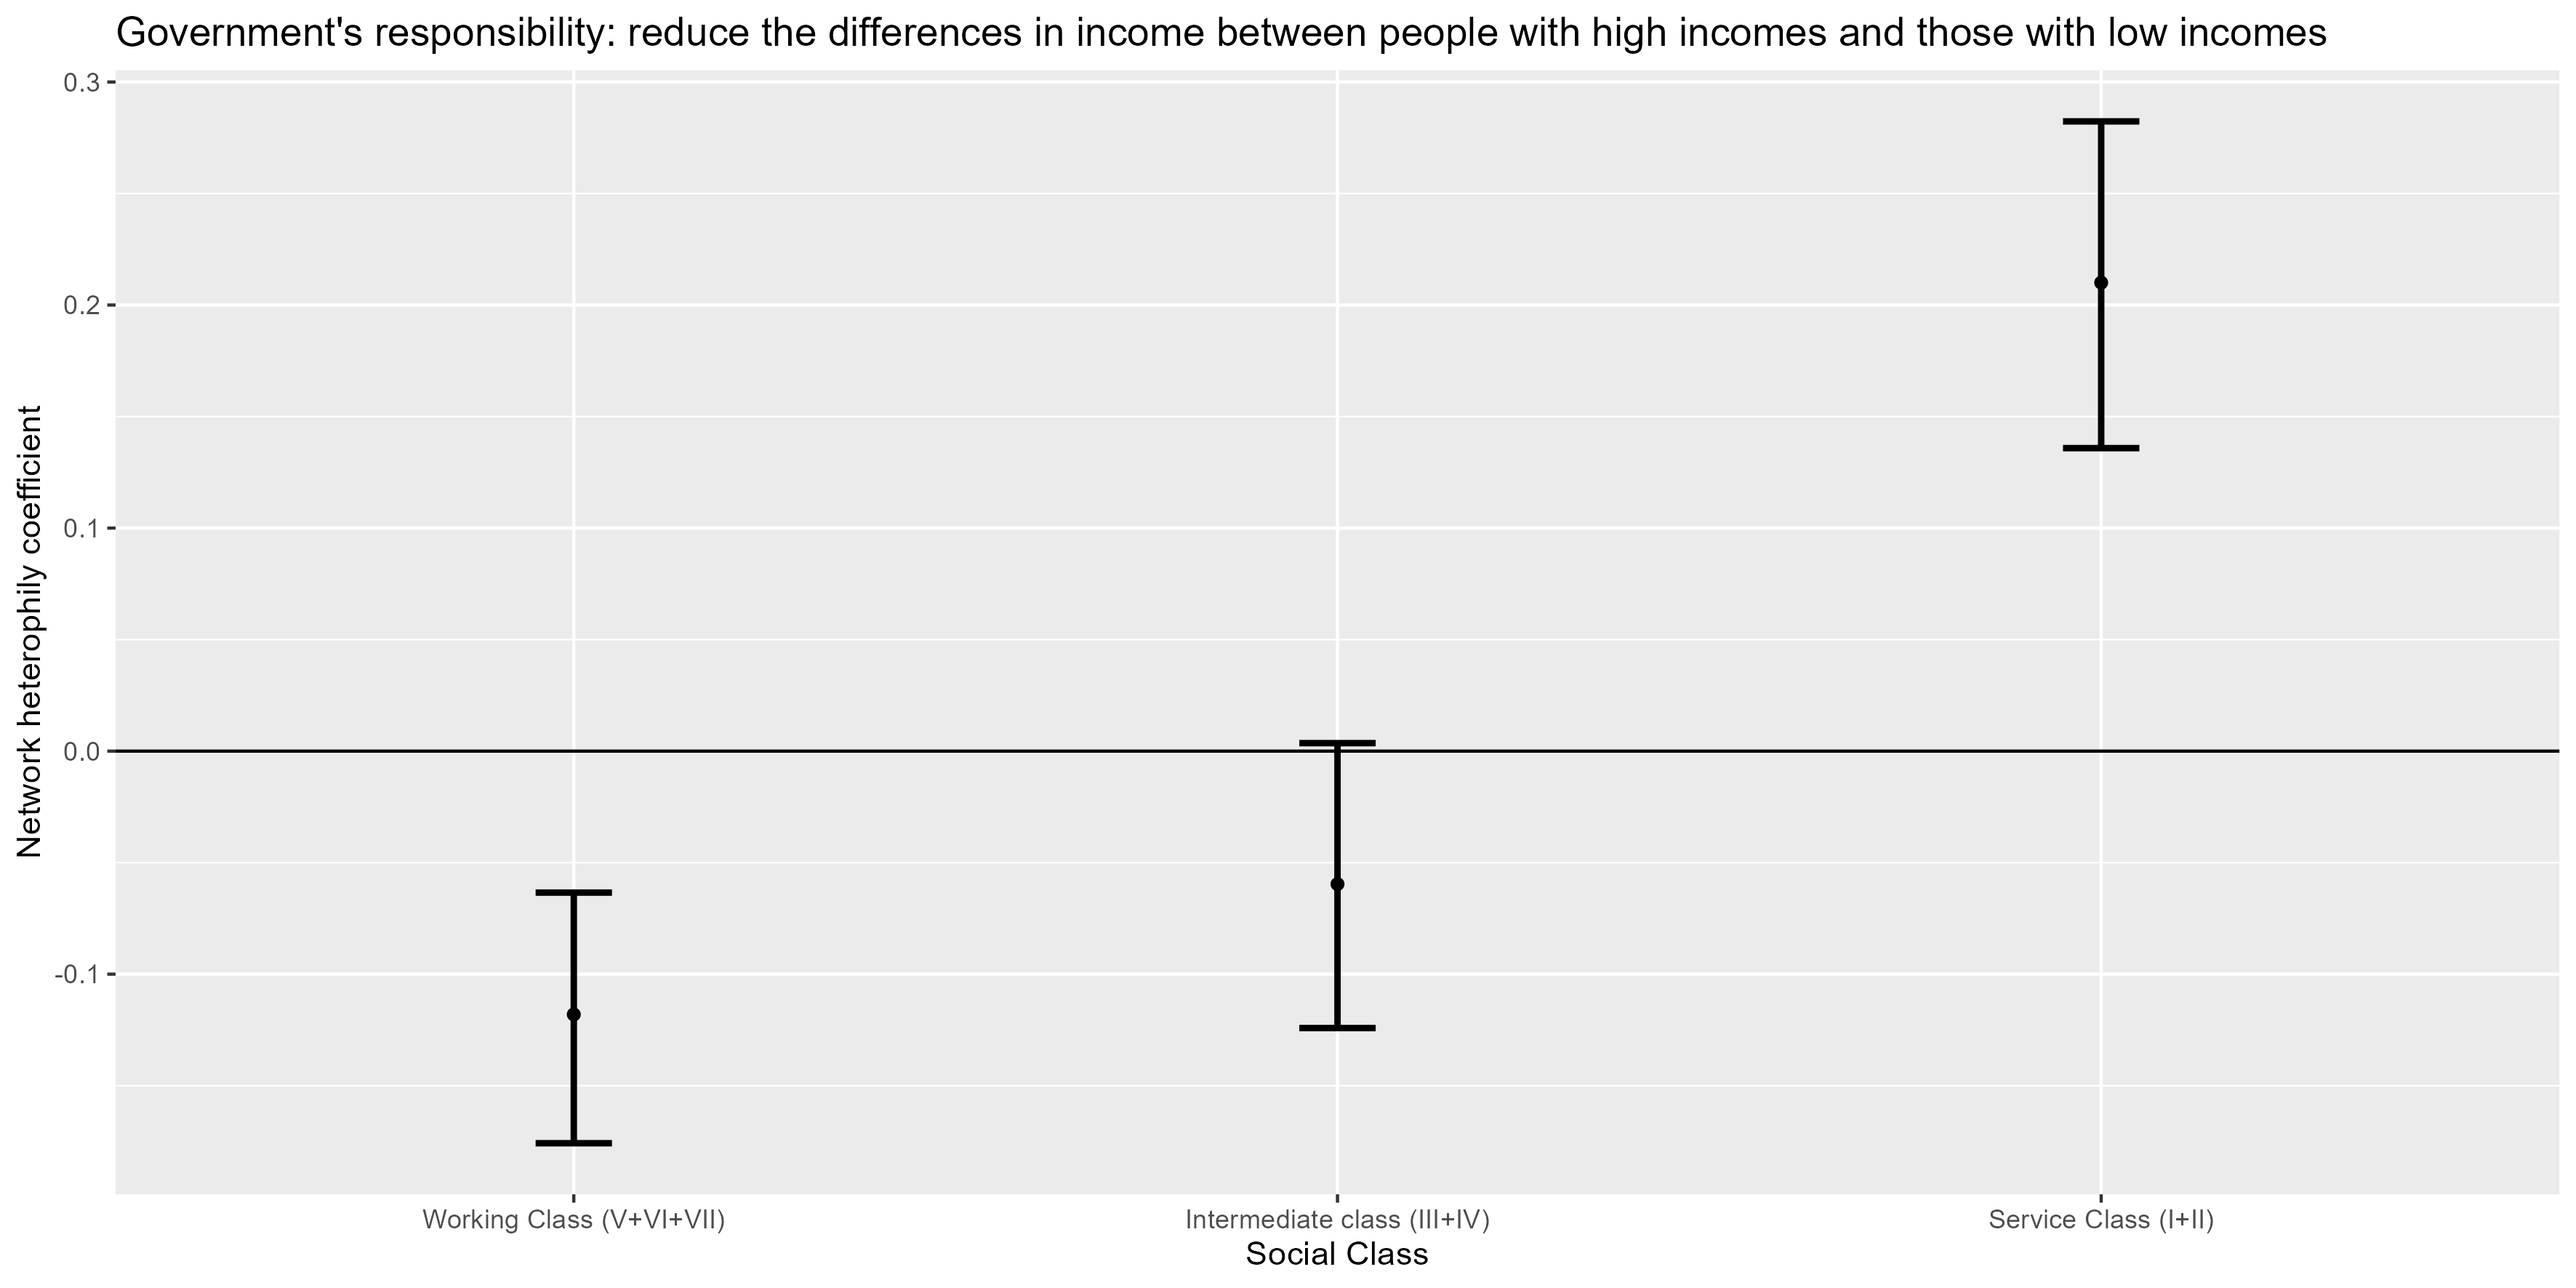 Government's responsibility: reduce the differences in income between people with high incomes and those with low incomes
Network heterophily coefficient
0.3
0.2
0.1
0.0
-0.1
Working Class (V+VI+VII)
Intermediate class (III+IV)
Service Class (I+II)
Social Class